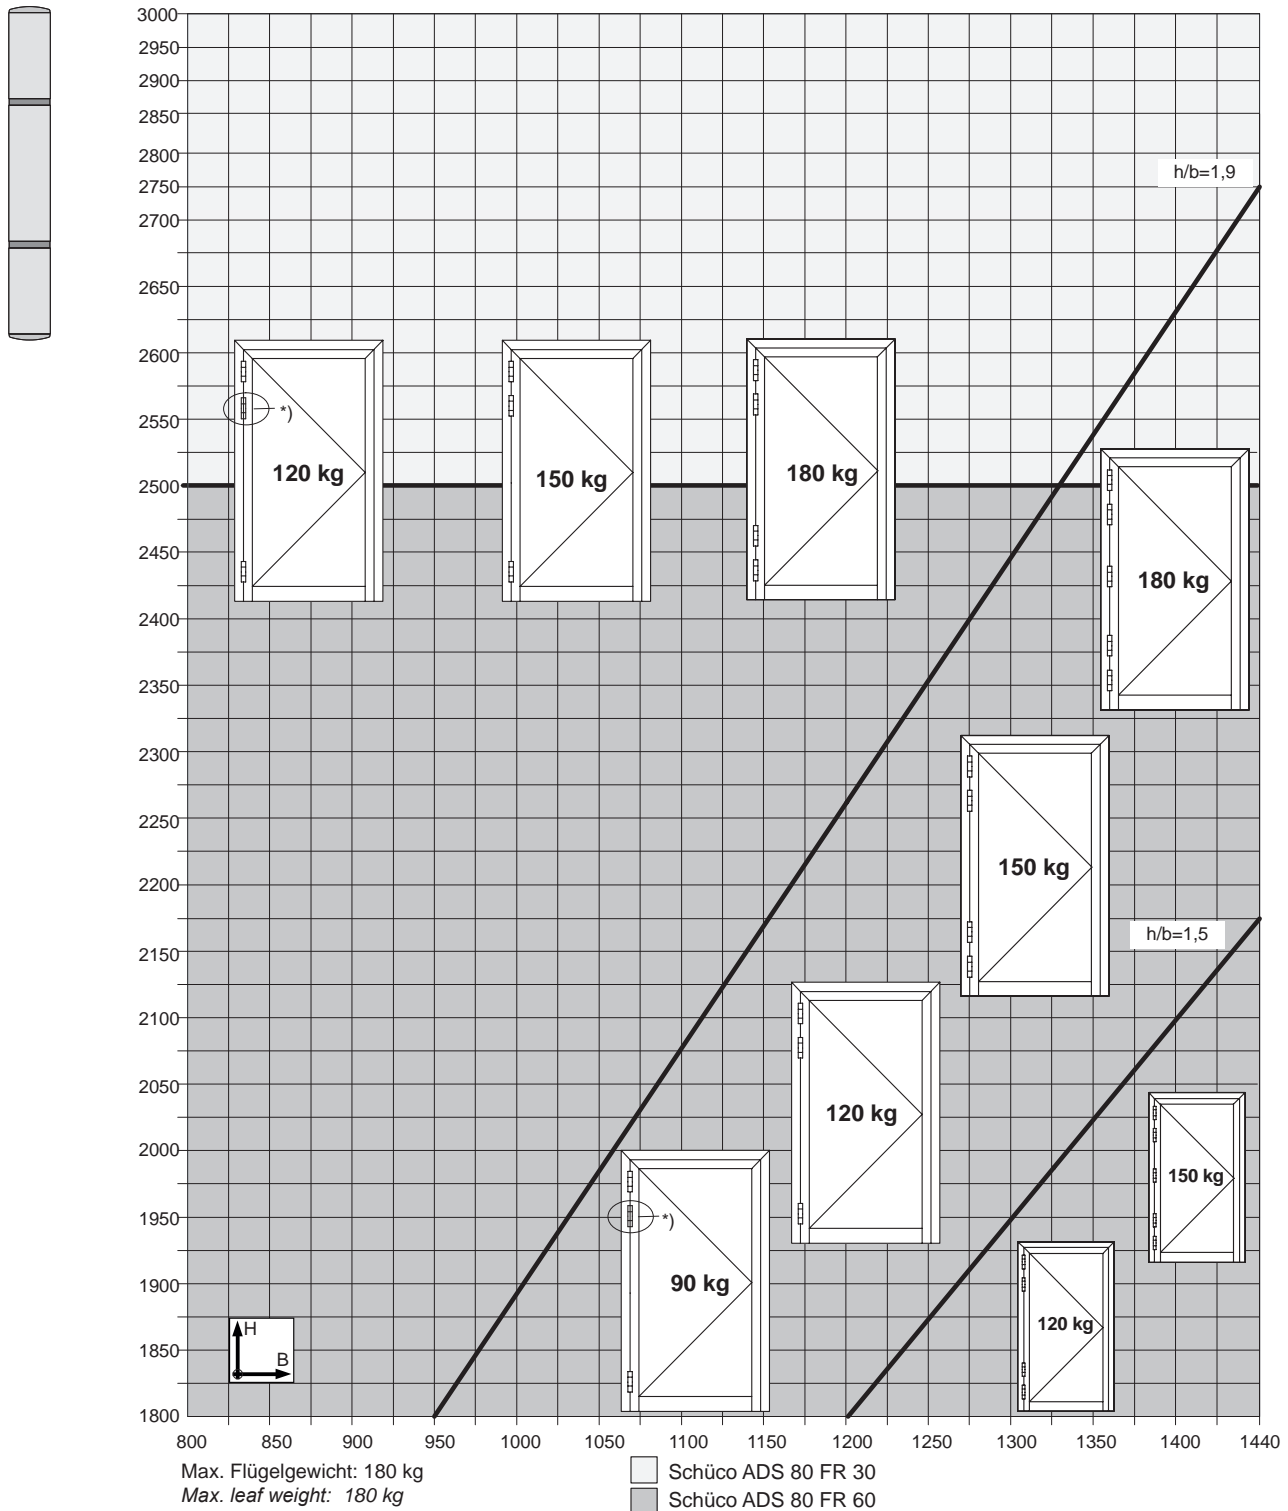 3000
2950
2900
2850
2800
h/b=1,9
2750
2700
2650
2600
2550
*)
120 kg
150 kg
180 kg
2500
2450
180 kg
2400
2350
2300
2250
150 kg
2200
h/b=1,5
2150
2100
2050
120 kg
2000
150 kg
1950
*)
1900
90 kg
120 kg
H
B
1850
1800
800 850 900 950 1000 1050 1100 1150 1200 1250 1300 1350 1400 1440
Max. Flügelgewicht: 180 kg
Max. leaf weight: 180 kg
Schüco ADS 80 FR 30
Schüco ADS 80 FR 60